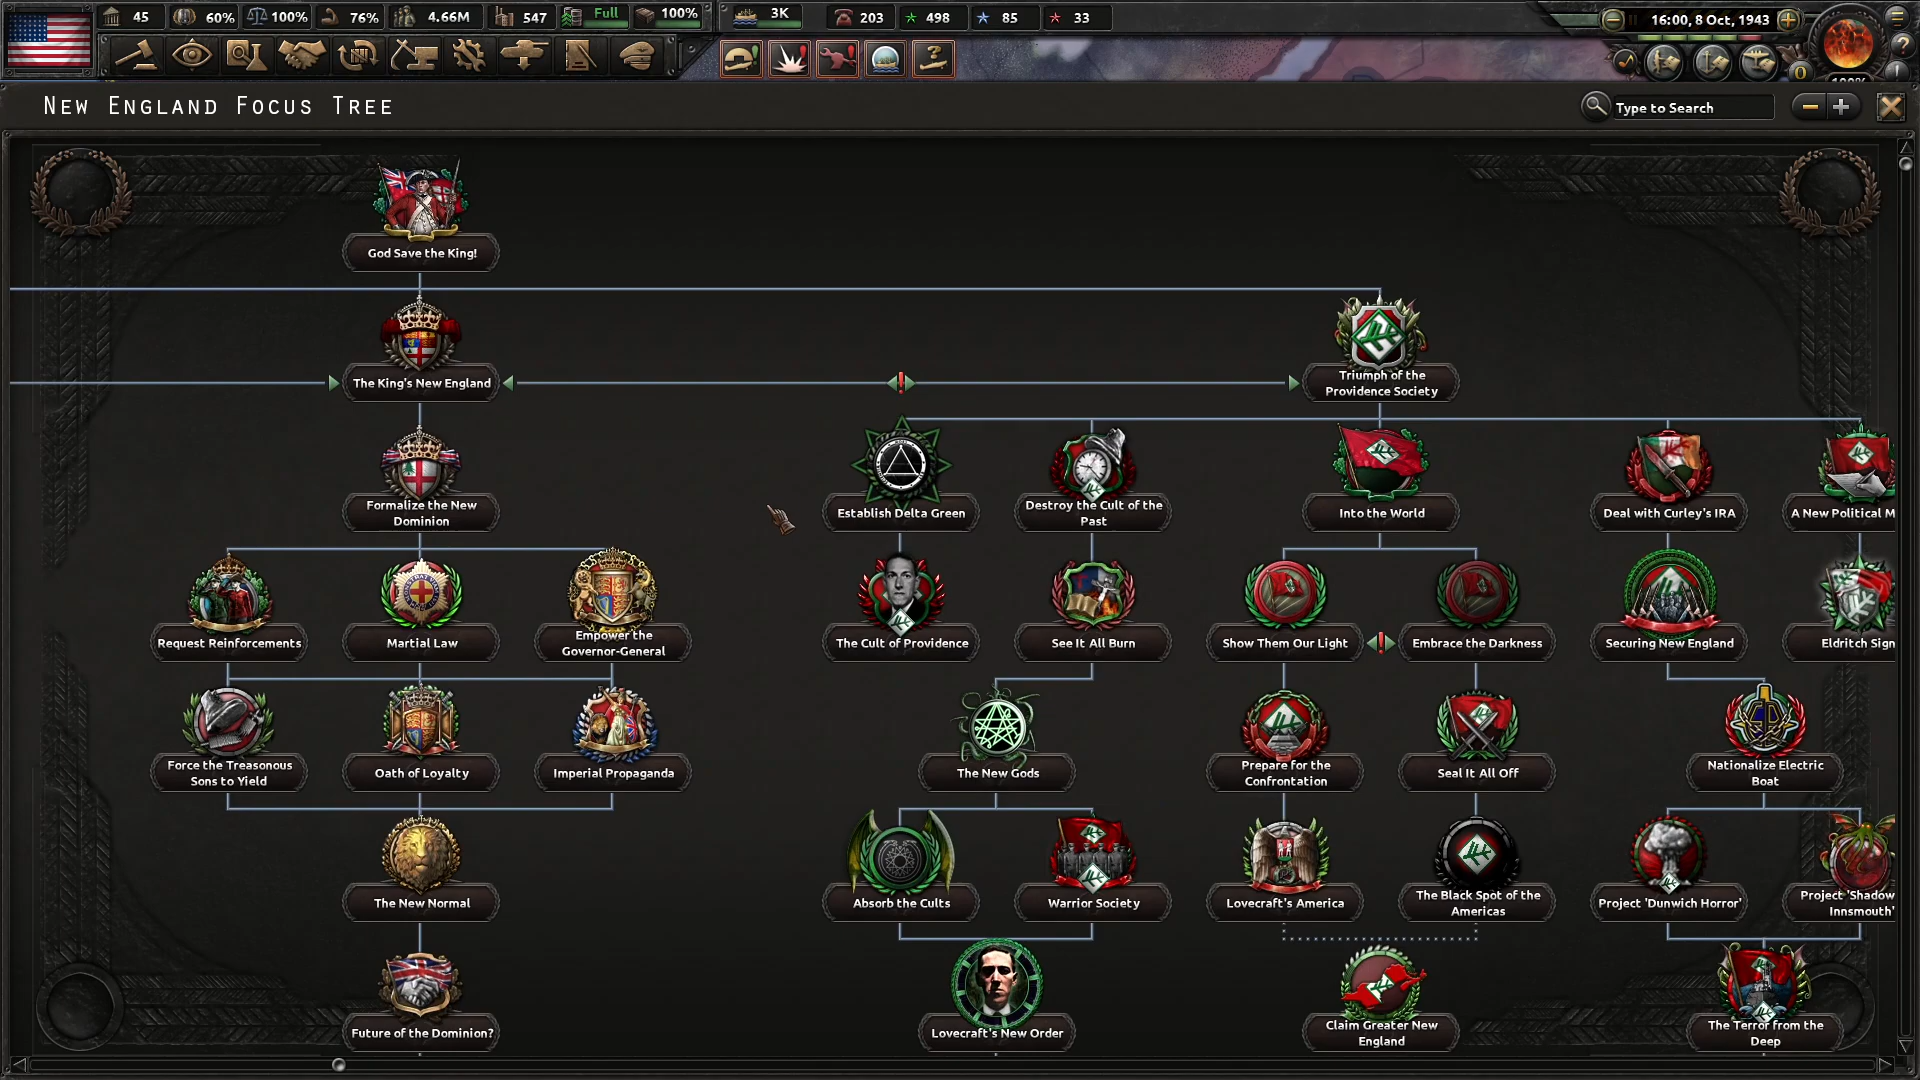 45
60%
100%
76%
4.66M
547
Full
100%
3K
203
498
85
33
16:00, 8 Oct, 1943
0
New England Focus Tree
Type to Search
God Save the King!
The King's New England
Triumph of the
Providence Society
Formalize the New
Dominion
Establish Delta Green
Destroy the Cult of the
Past
Into the World
Deal with Curley's IRA
A New Political M
Request Reinforcements
Martial Law
Empower the
Governor-General
The Cult of Providence
See It All Burn
Show Them Our Light
Embrace the Darkness
Securing New England
Eldritch Sign
Force the Treasonous
Sons to Yield
Oath of Loyalty
Imperial Propaganda
The New Gods
Prepare for the
Confrontation
Seal It All Off
Nationalize Electric
Boat
The New Normal
Absorb the Cults
Warrior Society
Lovecraft's America
The Black Spot of the
Americas
Project 'Dunwich Horror'
Project 'Shadow
Innsmouth'
Future of the Dominion?
Lovecraft's New Order
Claim Greater New
England
The Terror from the
Deep